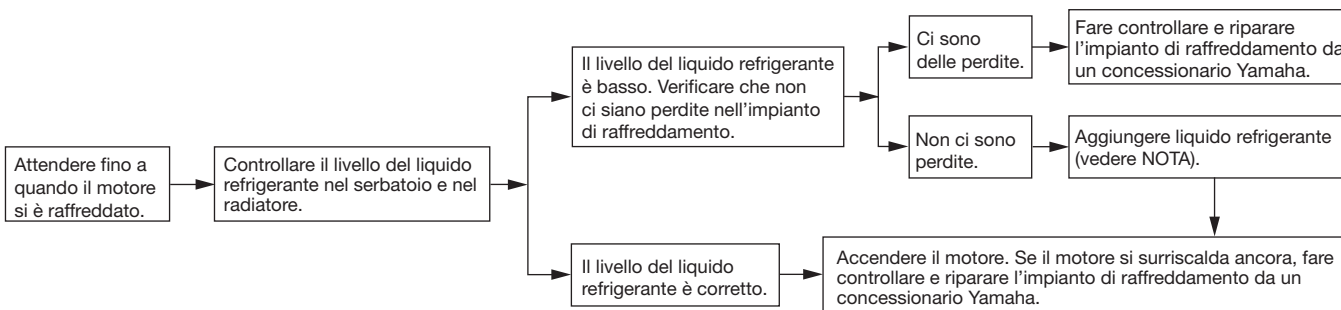 Attendere fino a
quando il motore
si è raffreddato.
Controllare il livello del liquido
refrigerante nel serbatoio e nel
radiatore.
Il livello del liquido refrigerante
è basso. Verificare che non
ci siano perdite nell'impianto
di raffreddamento.
Ci sono
delle perdite.
Fare controllare e riparare
l'impianto di raffreddamento da
un concessionario Yamaha.
Non ci sono
perdite.
Aggiungere liquido refrigerante
(vedere NOTA).
Il livello del liquido
refrigerante è corretto.
Accendere il motore. Se il motore si surriscalda ancora, fare
controllare e riparare l'impianto di raffreddamento da un
concessionario Yamaha.